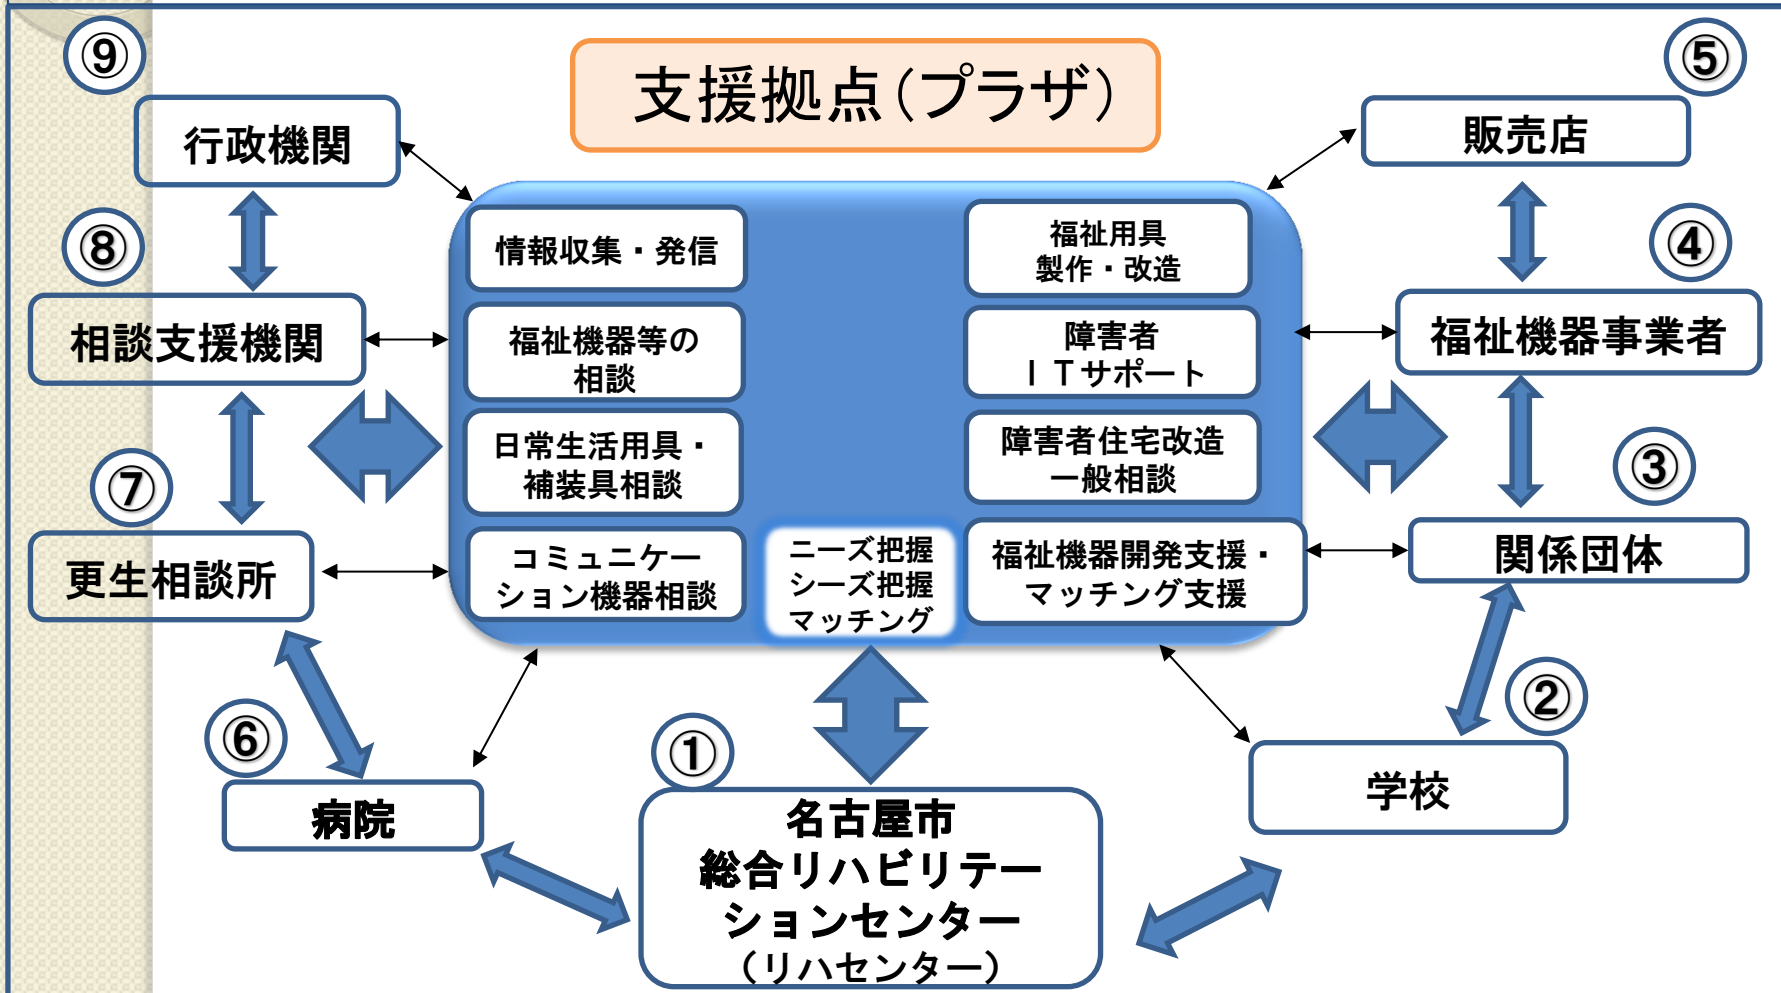 支援拠点(プラザ)
⑨
行政機関
⑧
相談支援機関
⑦
更生相談所
⑥
病院
情報収集・発信
福祉機器等の
相談
日常生活用具・
補装具相談
コミュニケー
ション機器相談
ニーズ把握
シーズ把握
マッチング
福祉用具
製作・改造
障害者
ITサポート
障害者住宅改造
一般相談
福祉機器開発支援・
マッチング支援
⑤
販売店
④
福祉機器事業者
③
関係団体
②
学校
①
名古屋市
総合リハビリテー
ションセンター
(リハセンター)